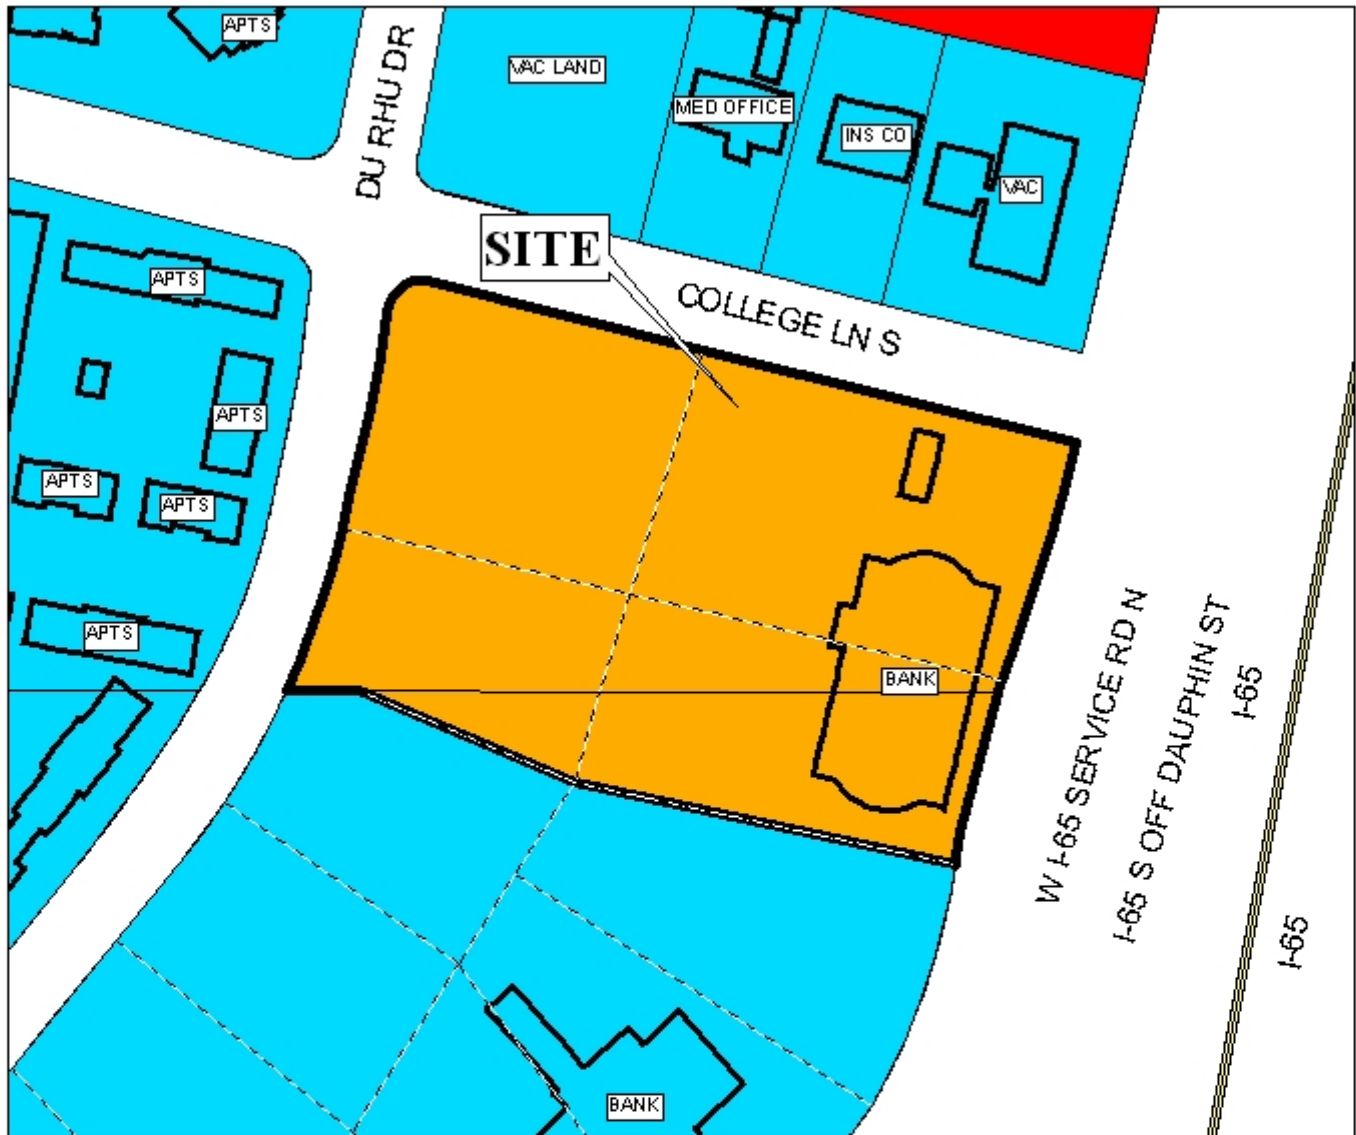 APTS
DU RHU DR
VAC LAND
MED OFFICE
INS CO
VAC
SITE
COLLEGE LN S
APTS
APTS
APTS
APTS
APTS
BANK
W I-65 SERVICE RD N
I-65 S OFF DAUPHIN ST
I-65
I-65
BANK